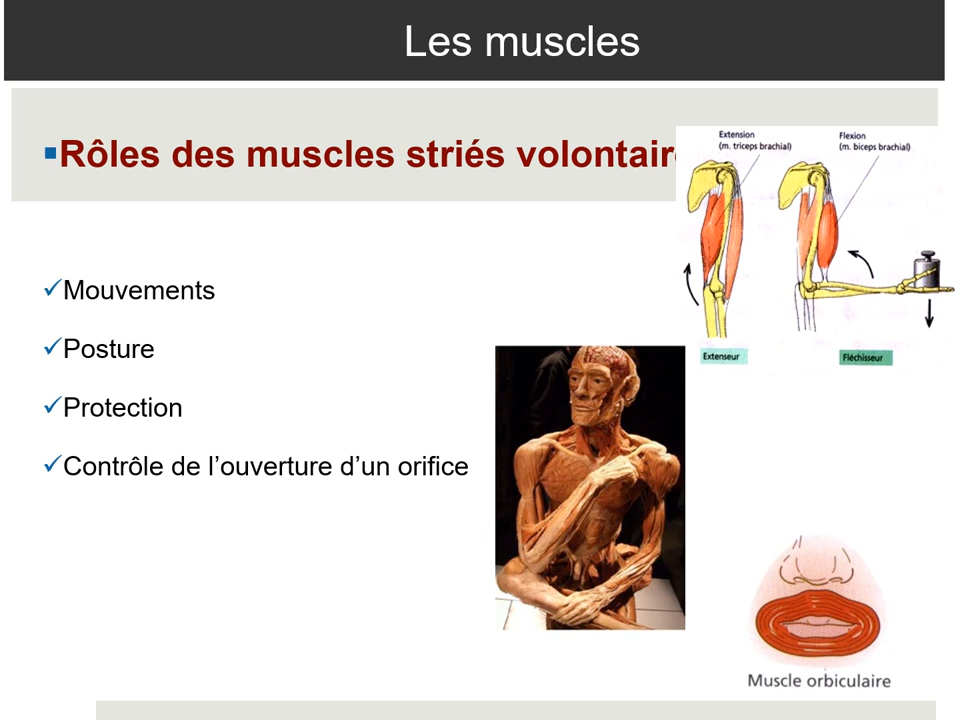 Les muscles
▪Rôles des muscles striés volontair
Extension
(m. triceps brachial)
Flexion
(m. biceps brachial)
✓Mouvements
✓Posture
✓Protection
✓Contrôle de l’ouverture d’un orifice
Extenseur
Fléchisseur
Muscle orbiculaire